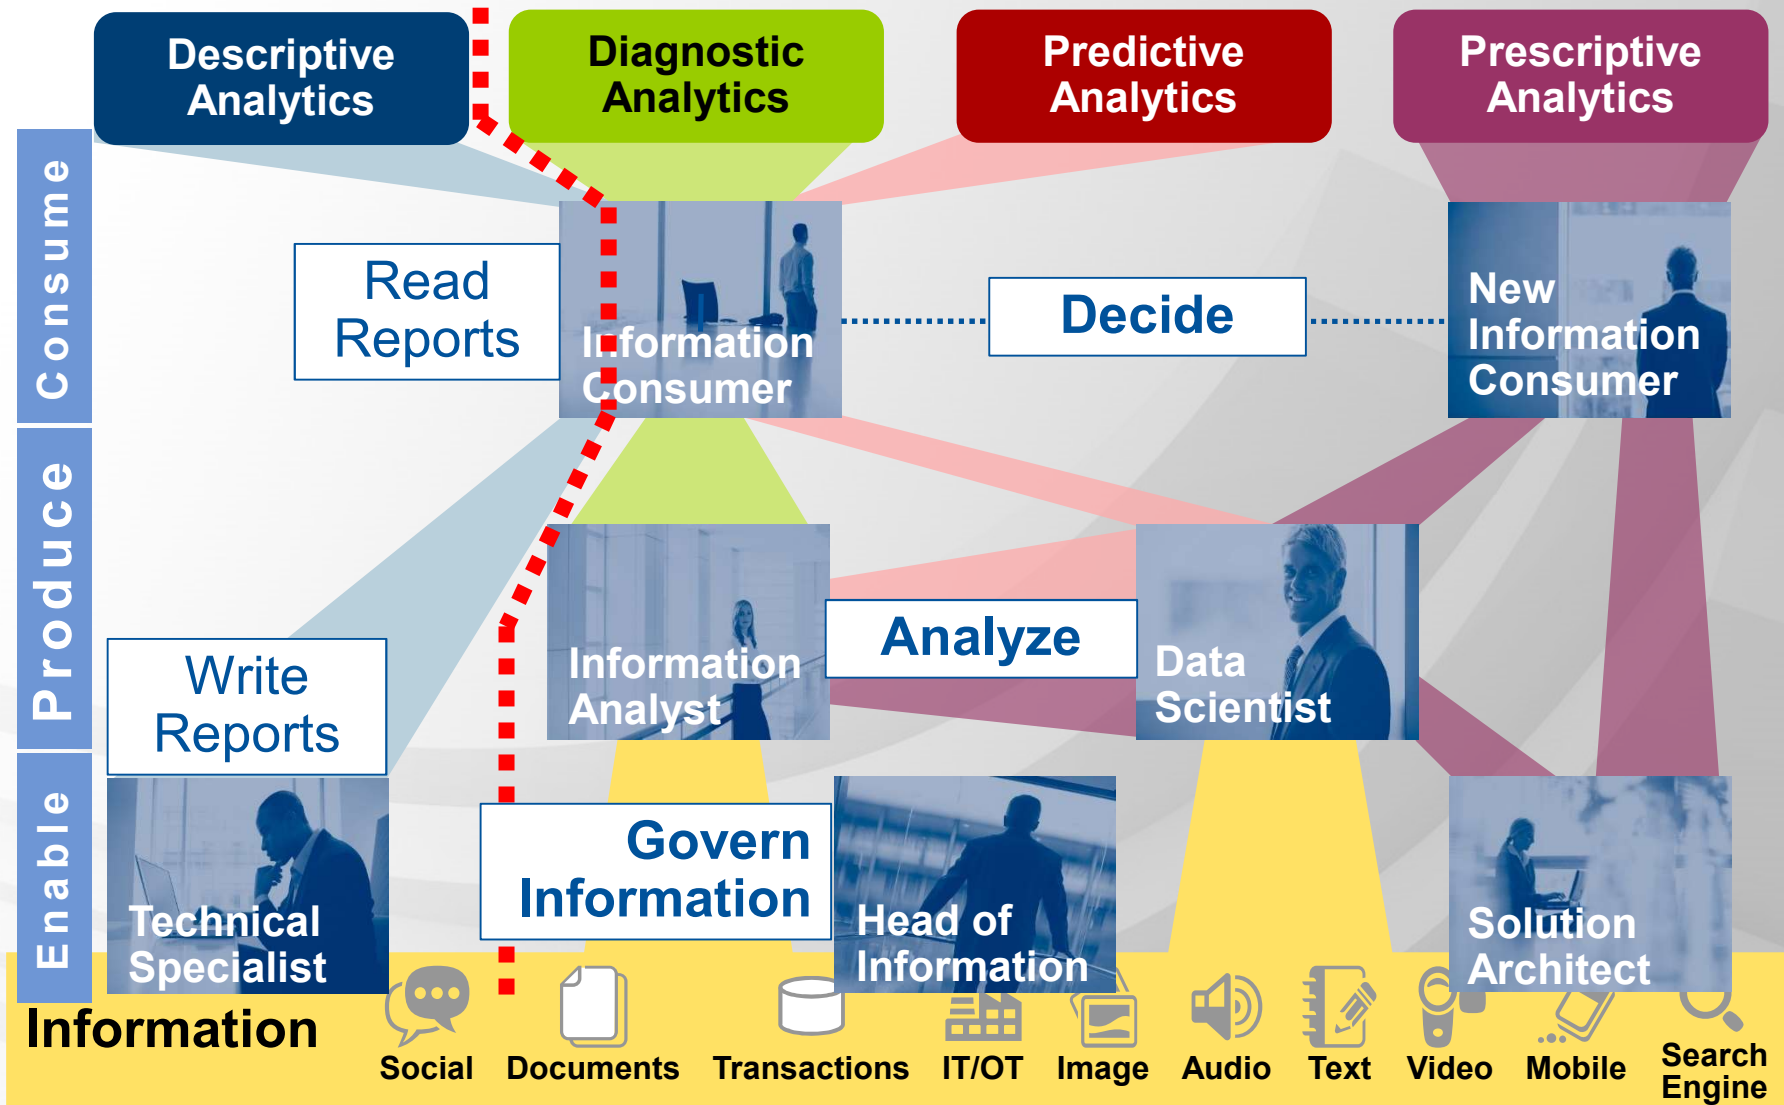 Descriptive
Analytics
Diagnostic
Analytics
Predictive
Analytics
Prescriptive
Analytics
Consume
Read
Reports
Information
Consumer
Decide
New
Information
Consumer
Produce
Write
Reports
Information
Analyst
Analyze
Data
Scientist
Enable
Technical
Specialist
Govern
Information
Head of
Information
Solution
Architect
Information
Social
Documents
Transactions
IT/OT
Image
Audio
Text
Video
Mobile
Search
Engine